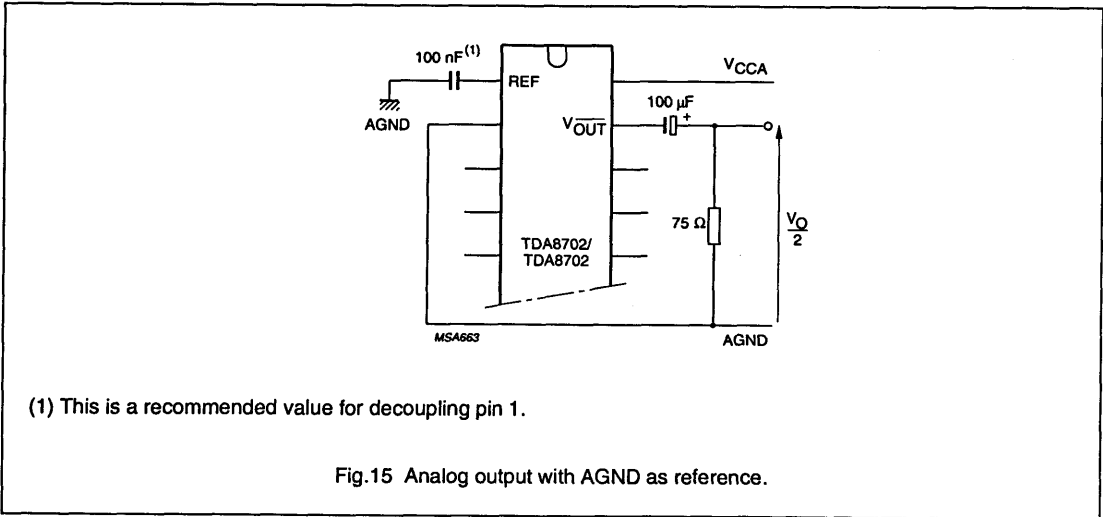 100 nF(1)
REF
VCCA
AGND
VOUT
100 µF
+
75 Ω
VO
2
TDA8702/
TDA8702
MSA663
AGND
(1) This is a recommended value for decoupling pin 1.
Fig.15 Analog output with AGND as reference.